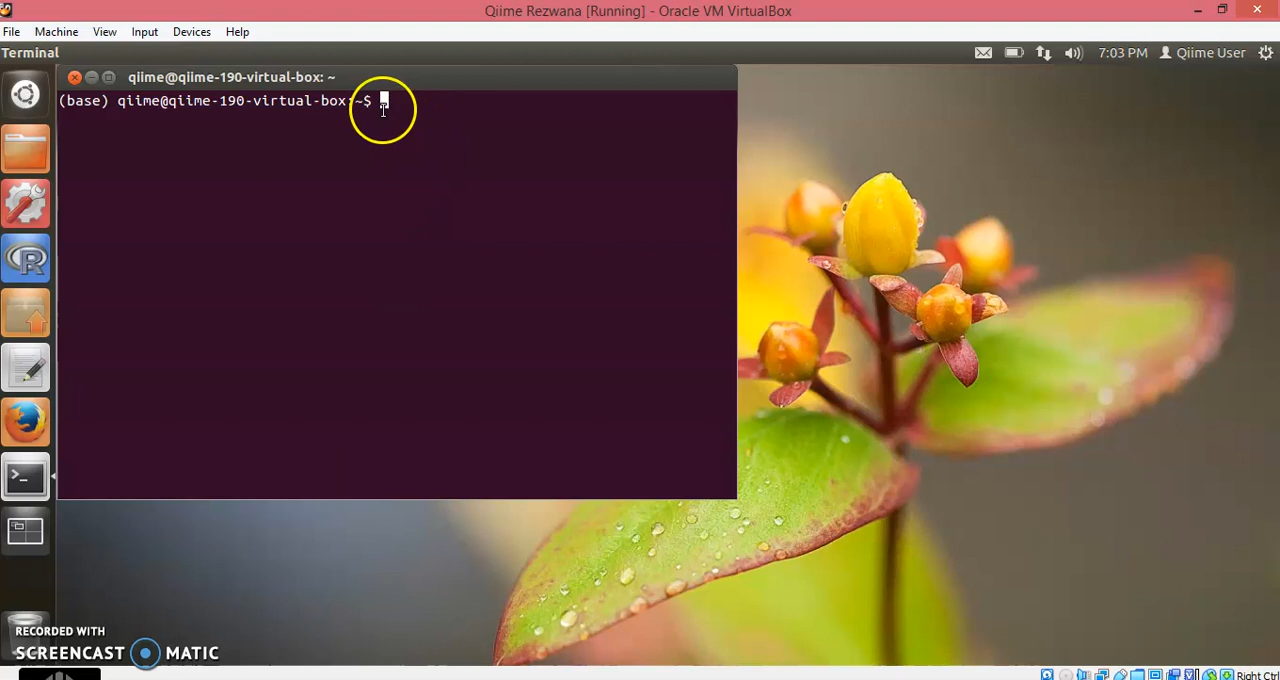 Qiime Rezwana [Running] - Oracle VM VirtualBox
File Machine View Input Devices Help
Terminal 7:03 PM Qiime User
qiime@qiime-190-virtual-box: ~
(base) qiime@qiime-190-virtual-box:~$
R
>_
RECORDED WITH
SCREENCAST MATIC
Right Ctrl